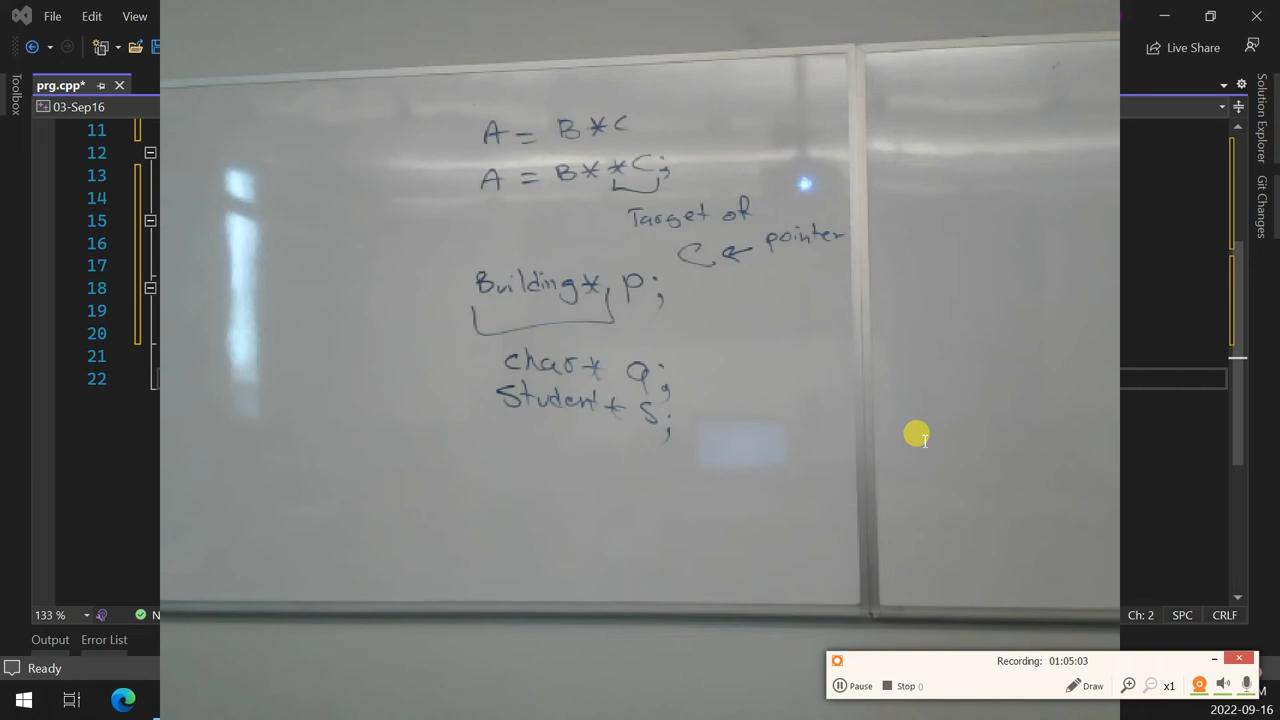 File Edit View
Live Share
prg.cpp*
Toolbox
03-Sep16
11
12
13
14
15
16
17
18
19
20
21
22
A = B*C
A = B* *C;
Target of
C ← pointer
Building* P;
char* Q;
Student* S;
Solution Explorer
Git Changes
133 %
N
Ch: 2 SPC CRLF
Output Error List
Ready
Recording: 01:05:03
Pause Stop () Draw x1
M
2022-09-16